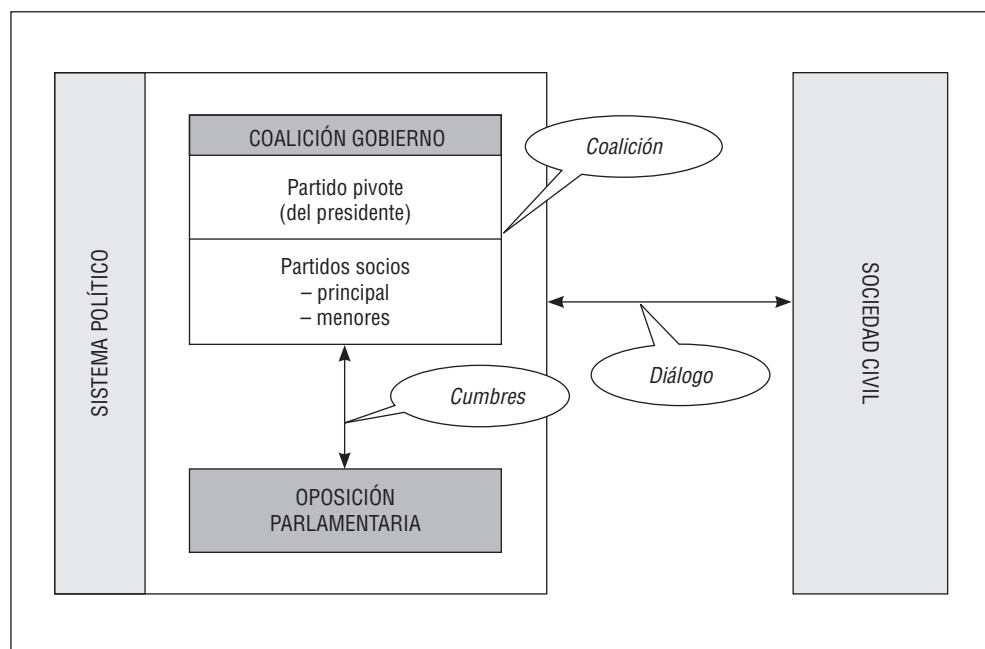 SISTEMA POLÍTICO
COALICIÓN GOBIERNO
Partido pivote
(del presidente)
Partidos socios
– principal
– menores
Coalición
Cumbres
OPOSICIÓN
PARLAMENTARIA
Diálogo
SOCIEDAD CIVIL